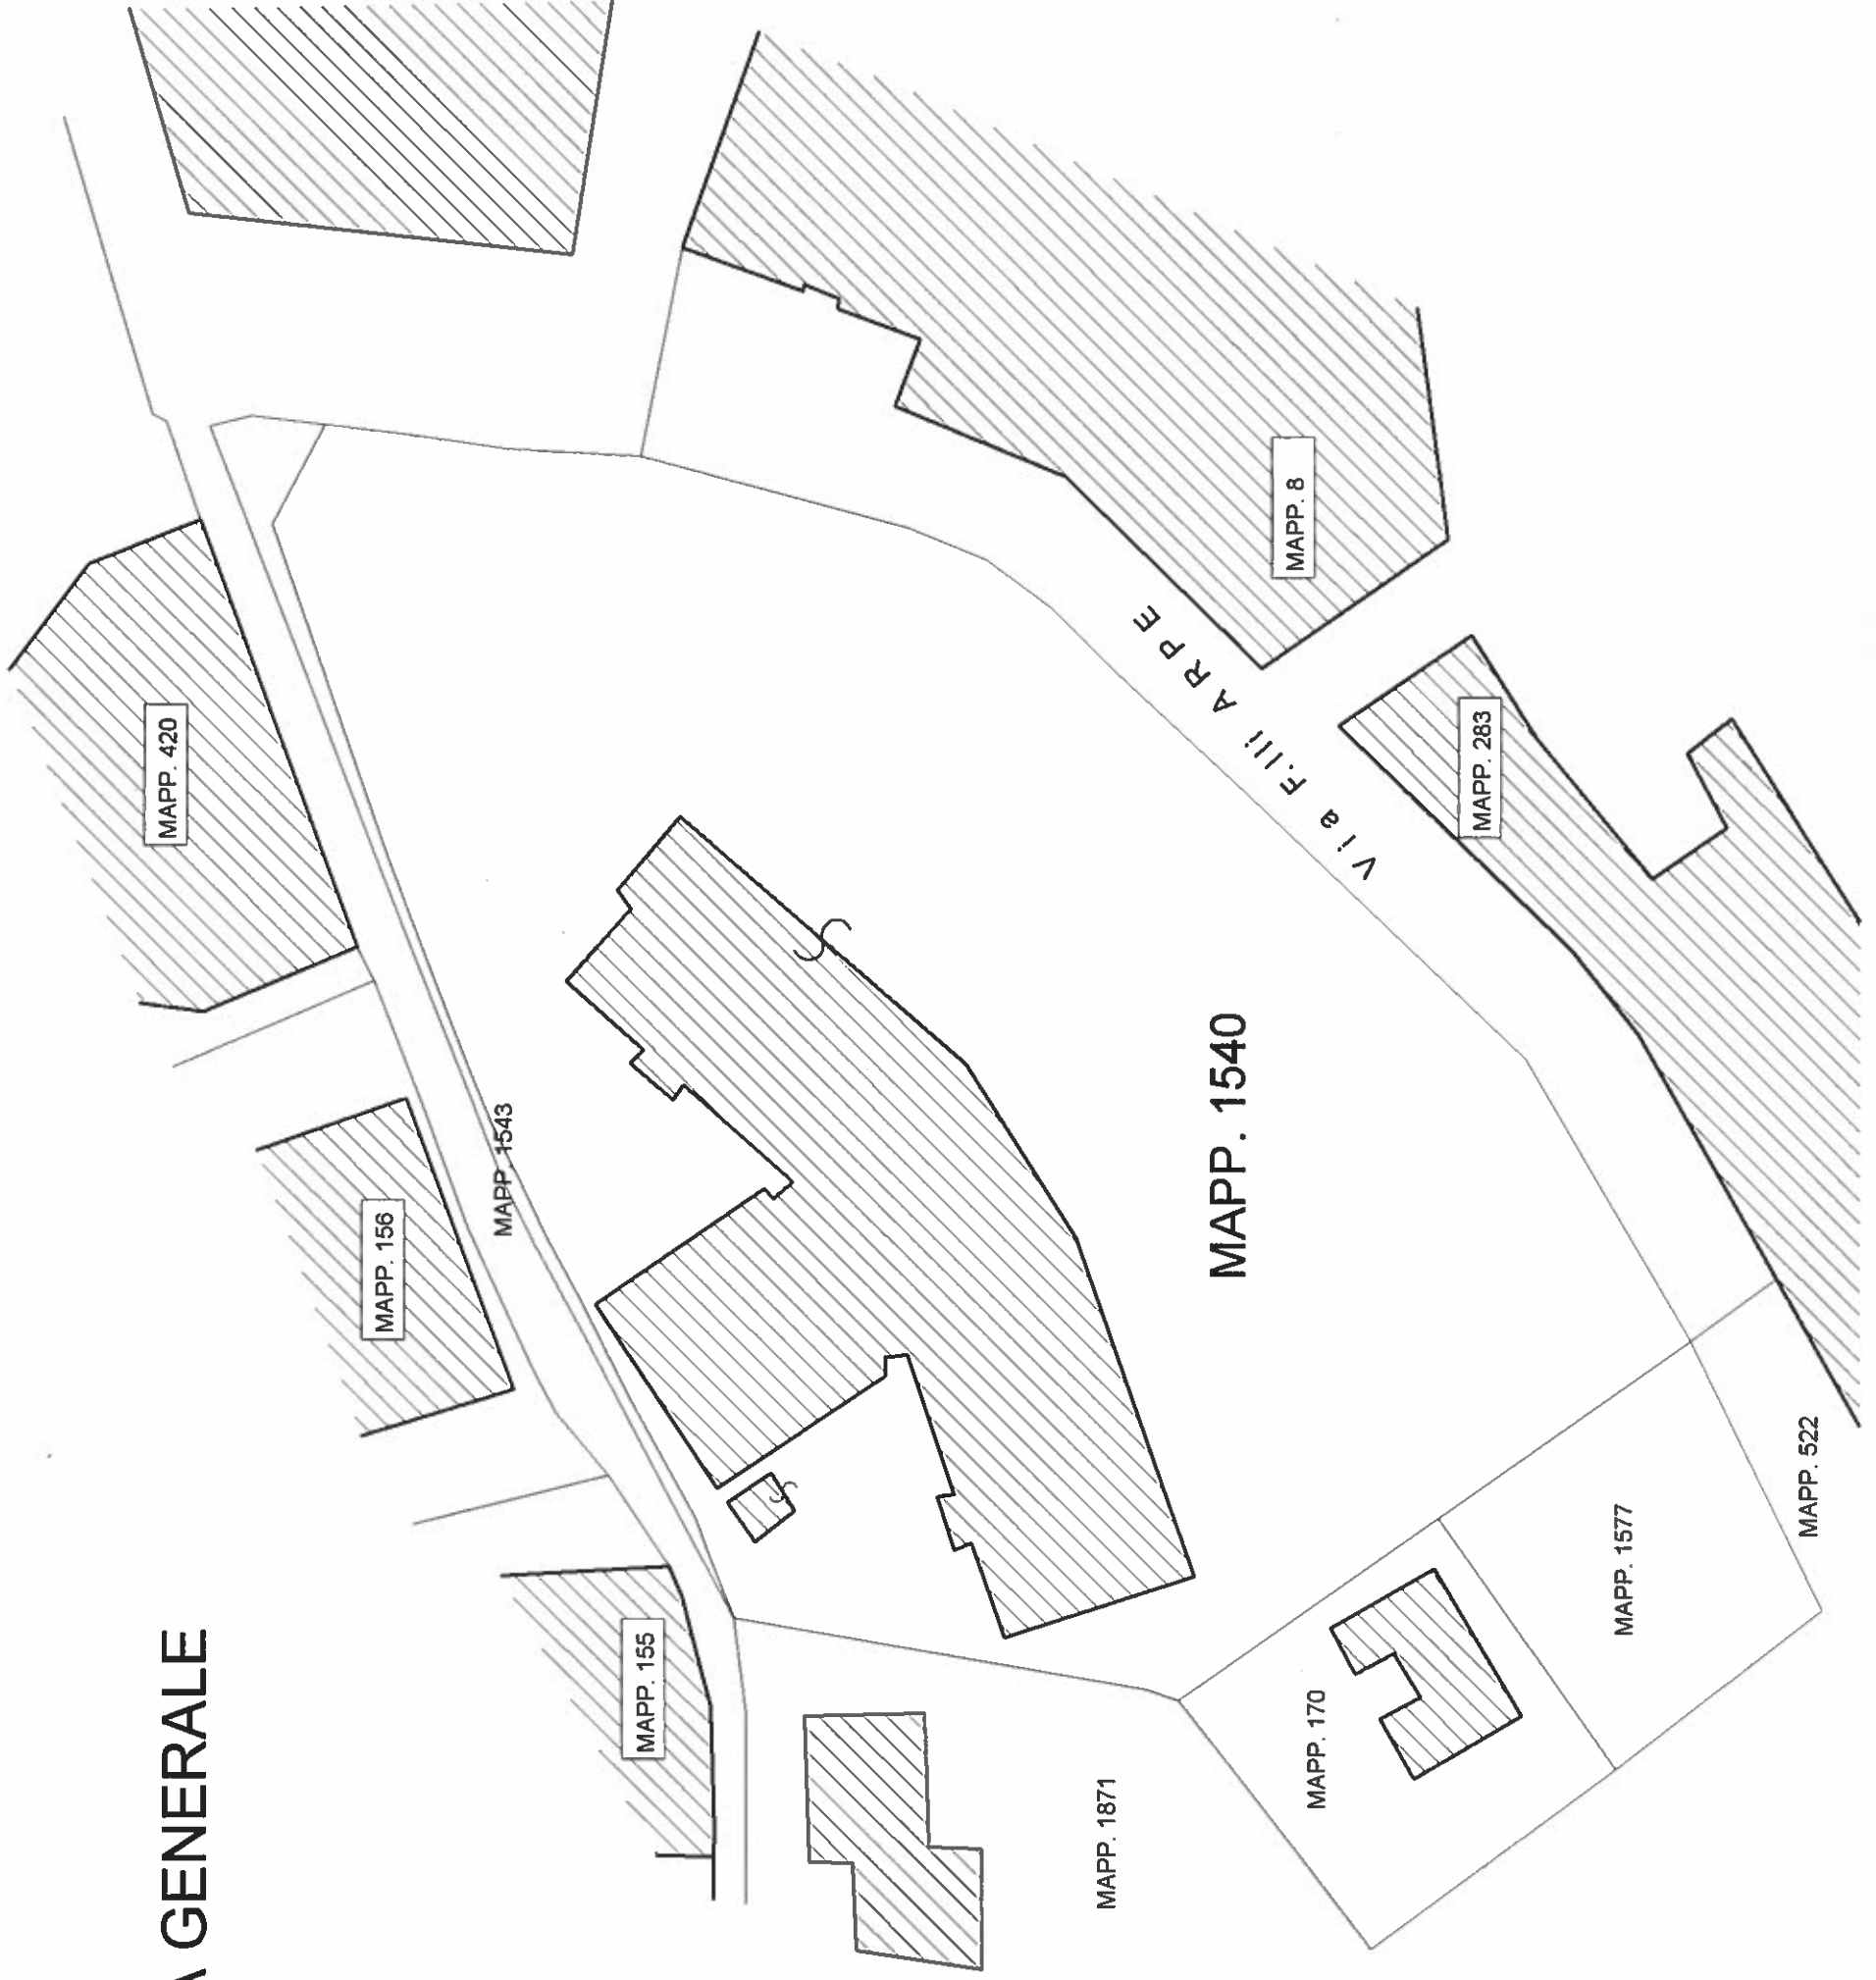 A GENERALE
MAPP. 420
MAPP. 156
MAPP. 155
MAPP. 1543
MAPP. 1871
MAPP. 1540
Via F.lli ARPE
MAPP. 8
MAPP. 283
MAPP. 170
MAPP. 1577
MAPP. 522